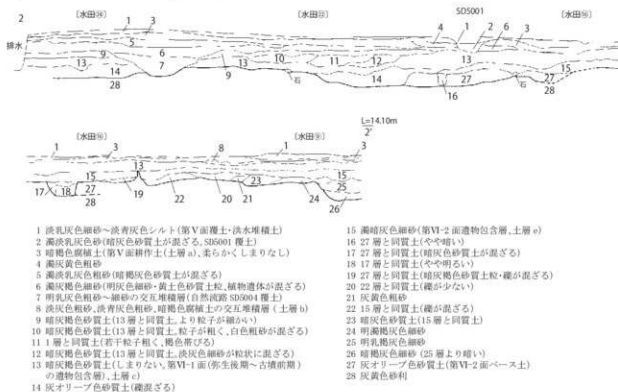 2
〔水田㉘〕
〔水田㉝〕
SD5001
〔水田⑯〕
排水
1 3 5 9 13 6 7 14 28 9 13 10 石 11 12 14 4 1 2 6 3 13 27 16 石 27 28 15
〔水田⑯〕
〔水田⑨〕
L=14.10m
2'
1 3 13 8 1 3
15 17 18 27 28 19 22 20 23 21 24 15 25 26
1 淡乳灰色細砂～淡青灰色シルト(第Ⅴ面覆土・洪水堆積土)
2 濁淡乳灰色砂(暗灰色砂質土が混ざる, SD5001 覆土)
3 暗褐色腐植土(第Ⅴ面耕作土(土層a), 柔らかくしまりなし)
4 濁灰黄色粗砂
5 濁淡乳灰色粗砂(暗褐灰色砂質土が混ざる)
6 濁淡乳褐色細砂(明灰色細砂・黄土色砂質土粒, 植物遺体が混ざる)
7 明乳灰色粗砂～細砂の交互堆積層(自然流路 SD5004 覆土)
8 淡灰色粗砂、淡青灰色粗砂、暗褐色腐植土の交互堆積層(土層b)
9 暗灰褐色砂質土(13層と同質土, より粒子が細かい)
10 暗灰褐色砂質土(13層と同質土, 粒子が粗く, 白色粗砂が混ざる)
11 1層と同質土(若干粒子粗く, 褐色帯びる)
12 暗灰褐色砂質土(13層と同質土, 淡灰色細砂が粒状に混ざる)
13 暗灰褐色砂質土(しまりない, 第Ⅵ-1面(弥生後期～古墳前期)
の遺物包含層), 土層c)
14 灰オリーブ色砂質土(礫混ざる)
15 濁暗灰色細砂(第Ⅵ-2面遺物包含層, 土層e)
16 27層と同質土(やや暗い)
17 27層と同質土(暗灰色砂質土が混ざる)
18 17層と同質土(やや明るい)
19 27層と同質土(暗灰褐色砂質土粒・礫が混ざる)
20 22層と同質土(礫が少ない)
21 灰黄色粗砂
22 15層と同質土(礫が混ざる)
23 暗灰色砂質土(15層と同質土)
24 明濁褐灰色細砂
25 明乳褐灰色細砂
26 暗褐灰色細砂(25層より暗い)
27 灰オリーブ色砂質土(第Ⅵ-2面ベース土)
28 灰黄色砂利